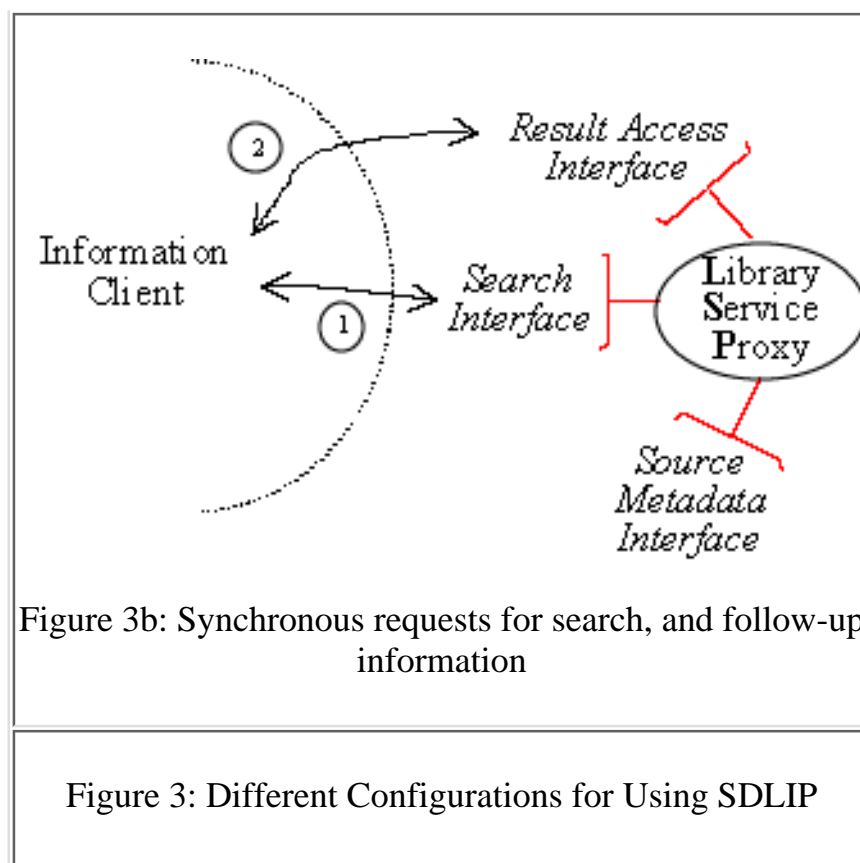 2
Result Access
Interface
Information
Client
1
Search
Interface
Library
Service
Proxy
Source
Metadada
Interface
Figure 3b: Synchronous requests for search, and follow-up
information
Figure 3: Different Configurations for Using SDLIP